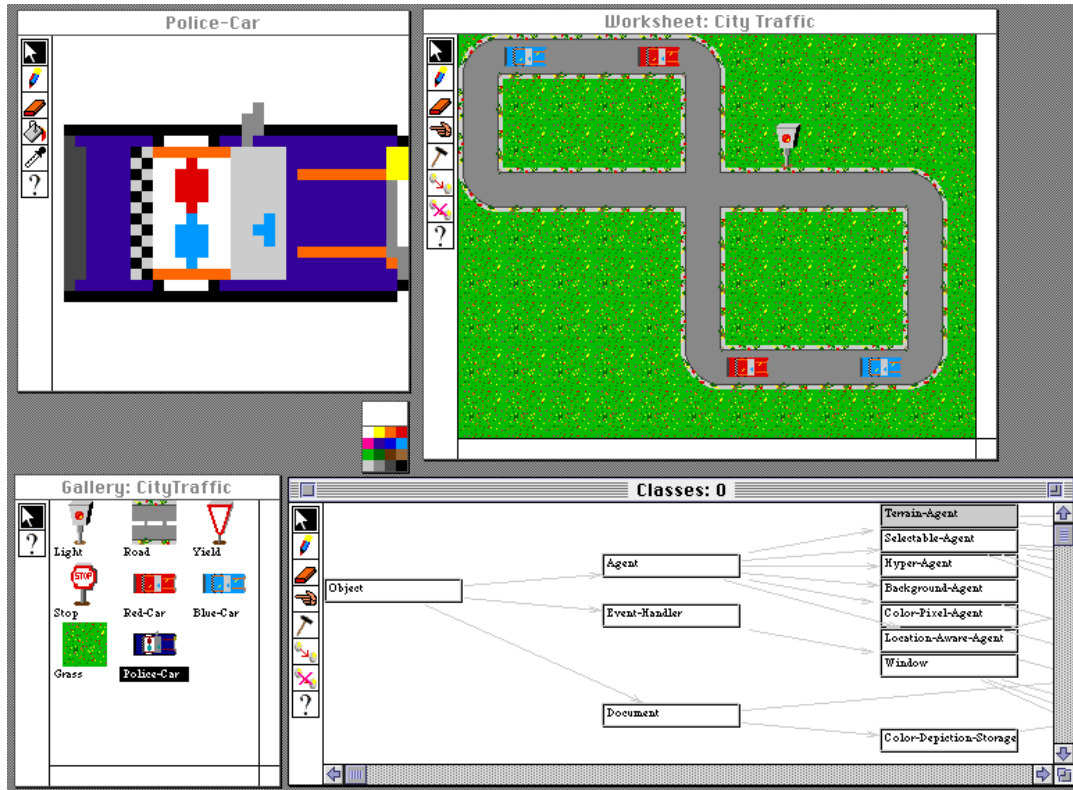 Police-Car
?
Worksheet: City Traffic
?
Gallery: CityTraffic
?
Light
Road
Yield
STOP
Stop
Red-Car
Blue-Car
Grass
Police-Car
Classes: 0
?
Object
Agent
Event-Handler
Document
Terrain-Agent
Selectable-Agent
Hyper-Agent
Background-Agent
Color-Pixel-Agent
Location-Aware-Agent
Window
Color-Depiction-Storage